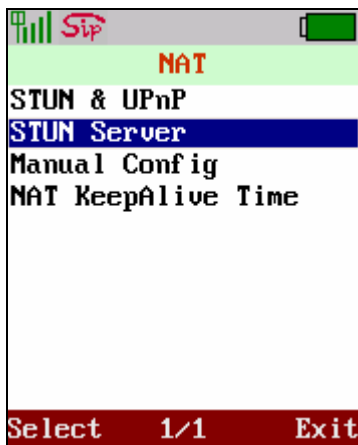 Sip
NAT
STUN & UPnP
STUN Server
Manual Config
NAT KeepAlive Time
Select 1/1 Exit